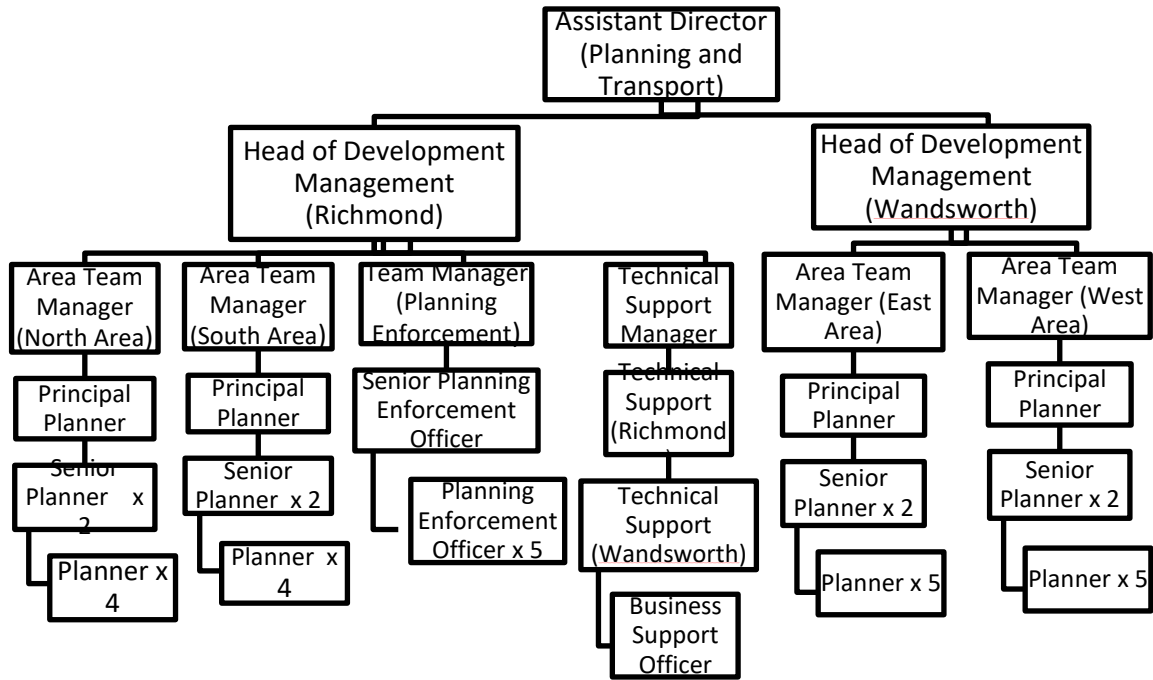 Assistant Director
(Planning and
Transport)
Head of Development
Management
(Richmond)
Head of Development
Management
(Wandsworth)
Area Team
Manager
(North Area)
Area Team
Manager
(South Area)
Team Manager
(Planning
Enforcement)
Technical
Support
Manager
Area Team
Manager (East
Area)
Area Team
Manager (West
Area)
Principal
Planner
Principal
Planner
Senior Planning
Enforcement
Officer
Technical
Support
(Richmond
)
Principal
Planner
Principal
Planner
Senior
Planner x
2
Senior
Planner x 2
Planning
Enforcement
Officer x 5
Technical
Support
(Wandsworth)
Senior
Planner x 2
Senior
Planner x 2
Planner x
4
Planner x
4
Business
Support
Officer
Planner x 5
Planner x 5